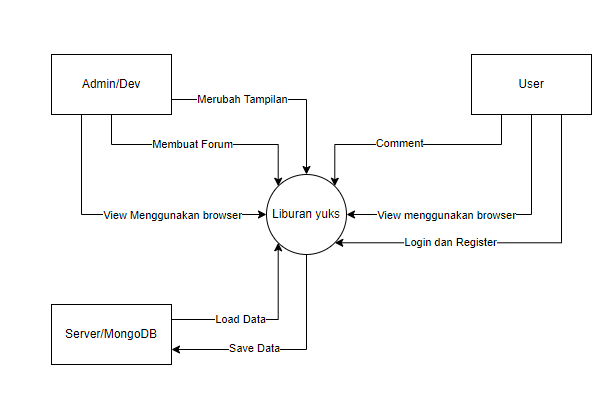 Admin/Dev
User
Merubah Tampilan
Membuat Forum
Comment
View Menggunakan browser
Liburan yuks
View menggunakan browser
Login dan Register
Load Data
Server/MongoDB
Save Data